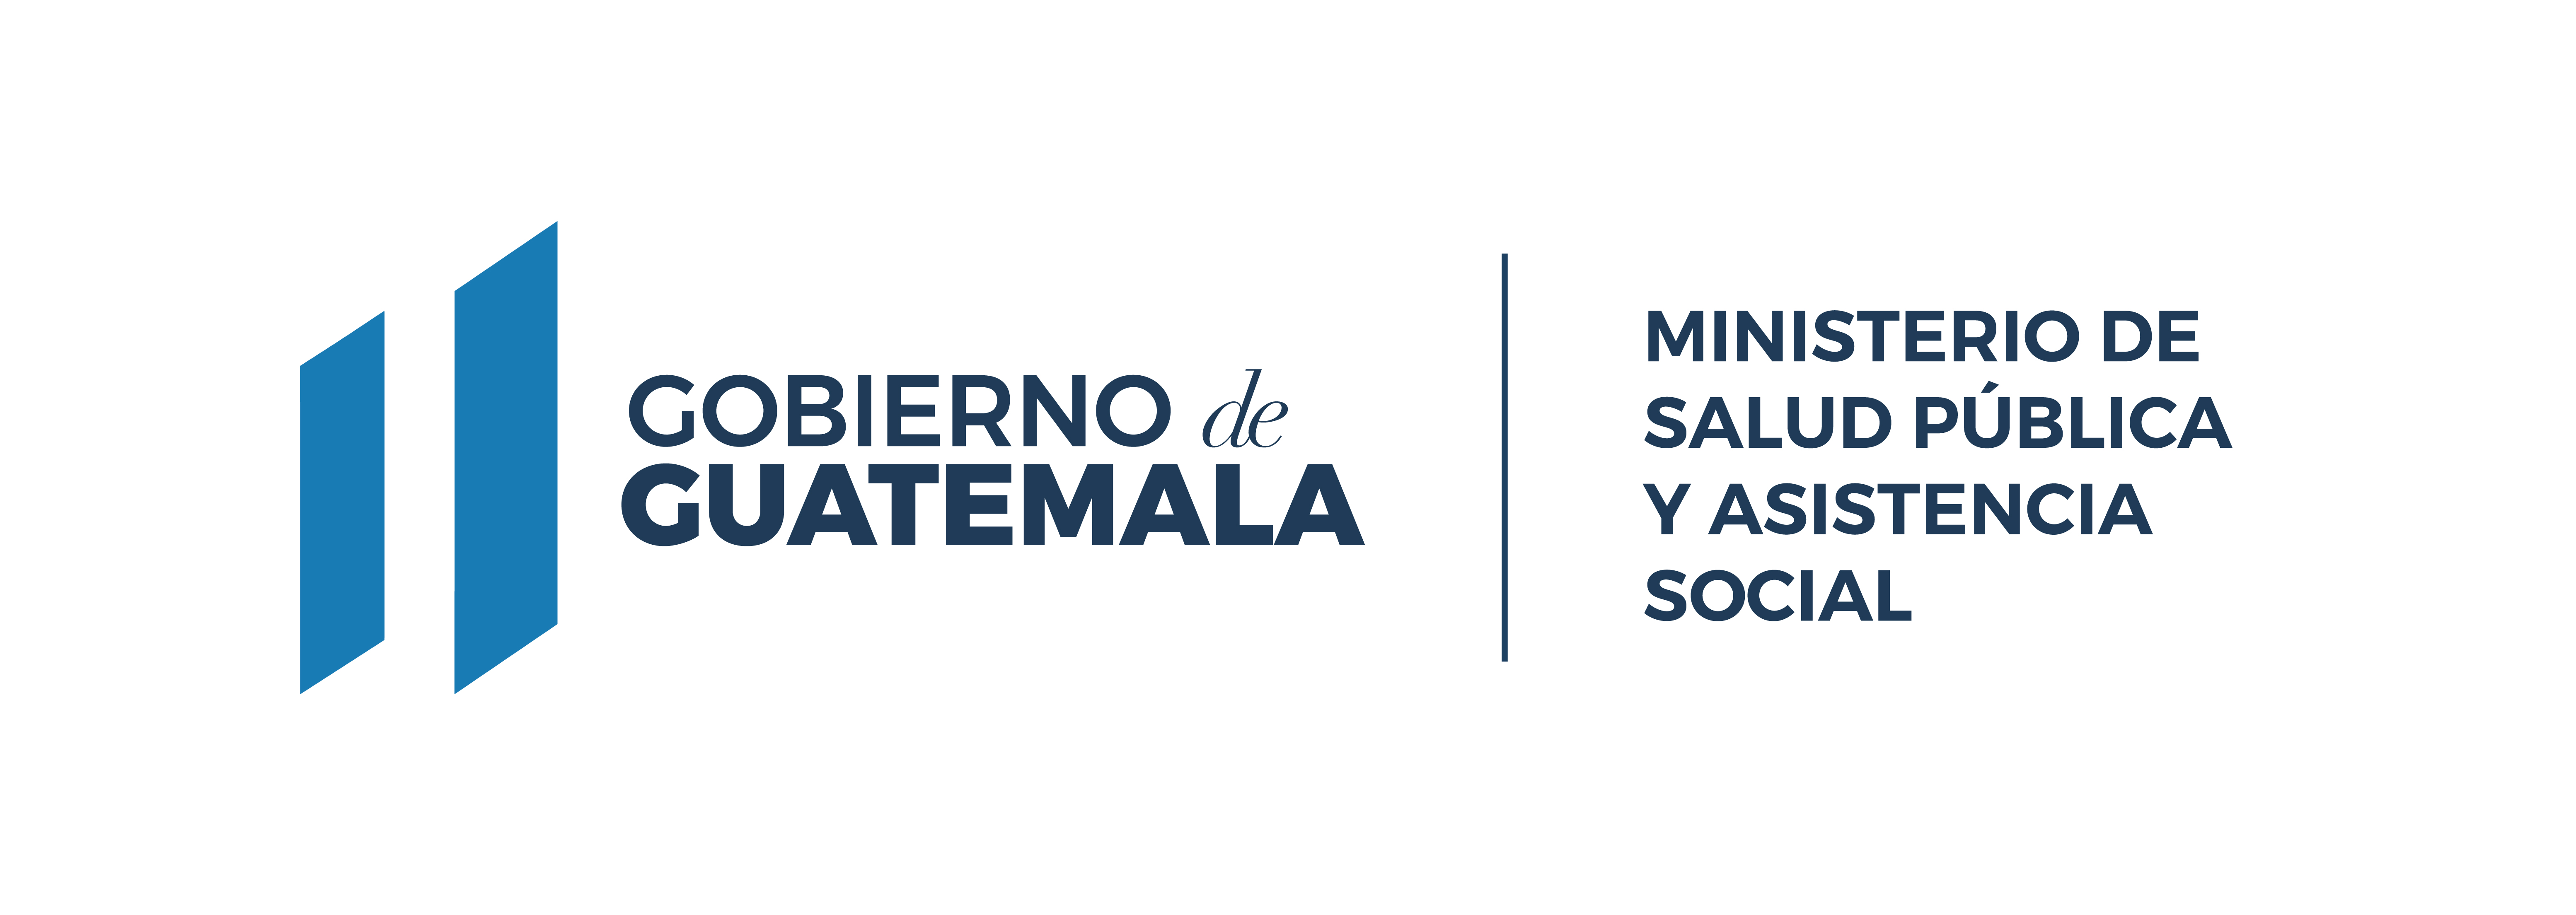 GOBIERNO de
GUATEMALA
MINISTERIO DE
SALUD PÚBLICA
Y ASISTENCIA
SOCIAL